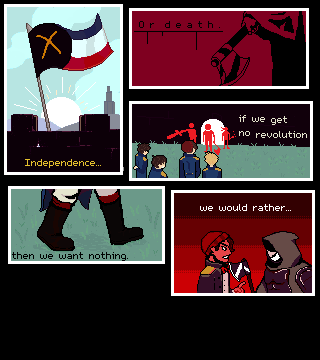 Independence...
Or death.
if we get
no revolution
then we want nothing.
we would rather...